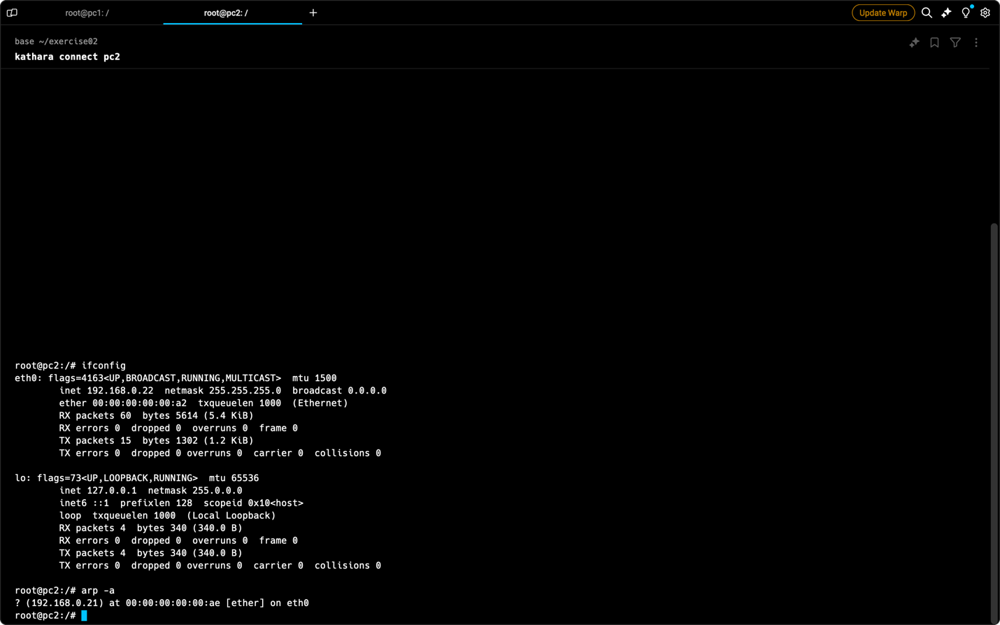 root@pc1: /
root@pc2: /
+
Update Warp
base ~/exercise02
kathara connect pc2
root@pc2:/# ifconfig
eth0: flags=4163<UP,BROADCAST,RUNNING,MULTICAST>  mtu 1500
        inet 192.168.0.22  netmask 255.255.255.0  broadcast 0.0.0.0
        ether 00:00:00:00:00:a2  txqueuelen 1000  (Ethernet)
        RX packets 60  bytes 5614 (5.4 KiB)
        RX errors 0  dropped 0  overruns 0  frame 0
        TX packets 15  bytes 1302 (1.2 KiB)
        TX errors 0  dropped 0 overruns 0  carrier 0  collisions 0
lo: flags=73<UP,LOOPBACK,RUNNING>  mtu 65536
        inet 127.0.0.1  netmask 255.0.0.0
        inet6 ::1  prefixlen 128  scopeid 0x10<host>
        loop  txqueuelen 1000  (Local Loopback)
        RX packets 4  bytes 340 (340.0 B)
        RX errors 0  dropped 0  overruns 0  frame 0
        TX packets 4  bytes 340 (340.0 B)
        TX errors 0  dropped 0 overruns 0  carrier 0  collisions 0
root@pc2:/# arp -a
? (192.168.0.21) at 00:00:00:00:00:ae [ether] on eth0
root@pc2:/#